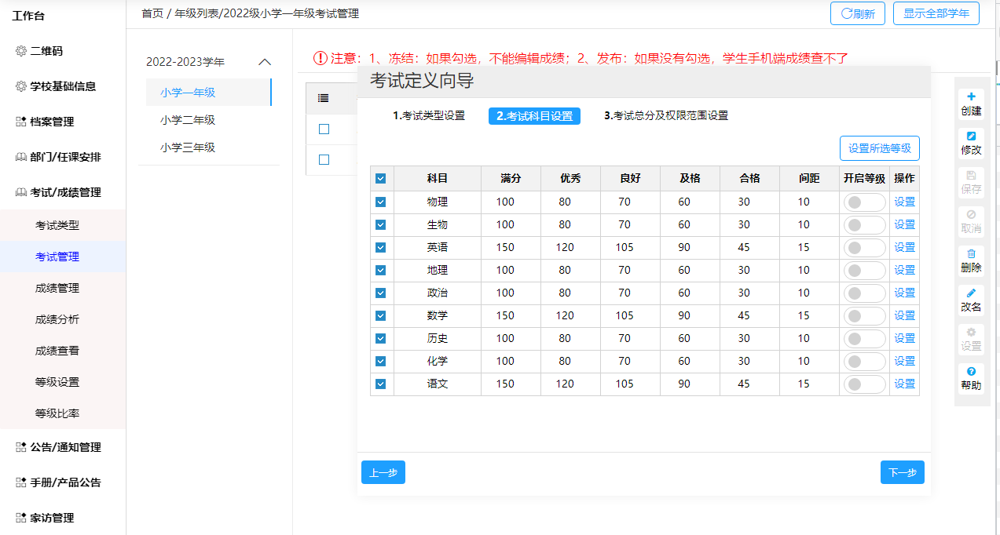 工作台
二维码
学校基础信息
档案管理
部门/任课安排
考试/成绩管理
考试类型
考试管理
成绩管理
成绩分析
成绩查看
等级设置
等级比率
公告/通知管理
手册/产品公告
家访管理
首页 / 年级列表/2022级小学一年级考试管理
刷新 显示全部学年
2022-2023学年
小学一年级
小学二年级
小学三年级
注意：1、冻结：如果勾选，不能编辑成绩；2、发布：如果没有勾选，学生手机端成绩查不了
考试定义向导
1.考试类型设置 2.考试科目设置 3.考试总分及权限范围设置
设置所选等级
科目 满分 优秀 良好 及格 合格 间距 开启等级 操作
物理 100 80 70 60 30 10 设置
生物 100 80 70 60 30 10 设置
英语 150 120 105 90 45 15 设置
地理 100 80 70 60 30 10 设置
政治 100 80 70 60 30 10 设置
数学 150 120 105 90 45 15 设置
历史 100 80 70 60 30 10 设置
化学 100 80 70 60 30 10 设置
语文 150 120 105 90 45 15 设置
上一步 下一步
创建
修改
保存
取消
删除
改名
设置
帮助